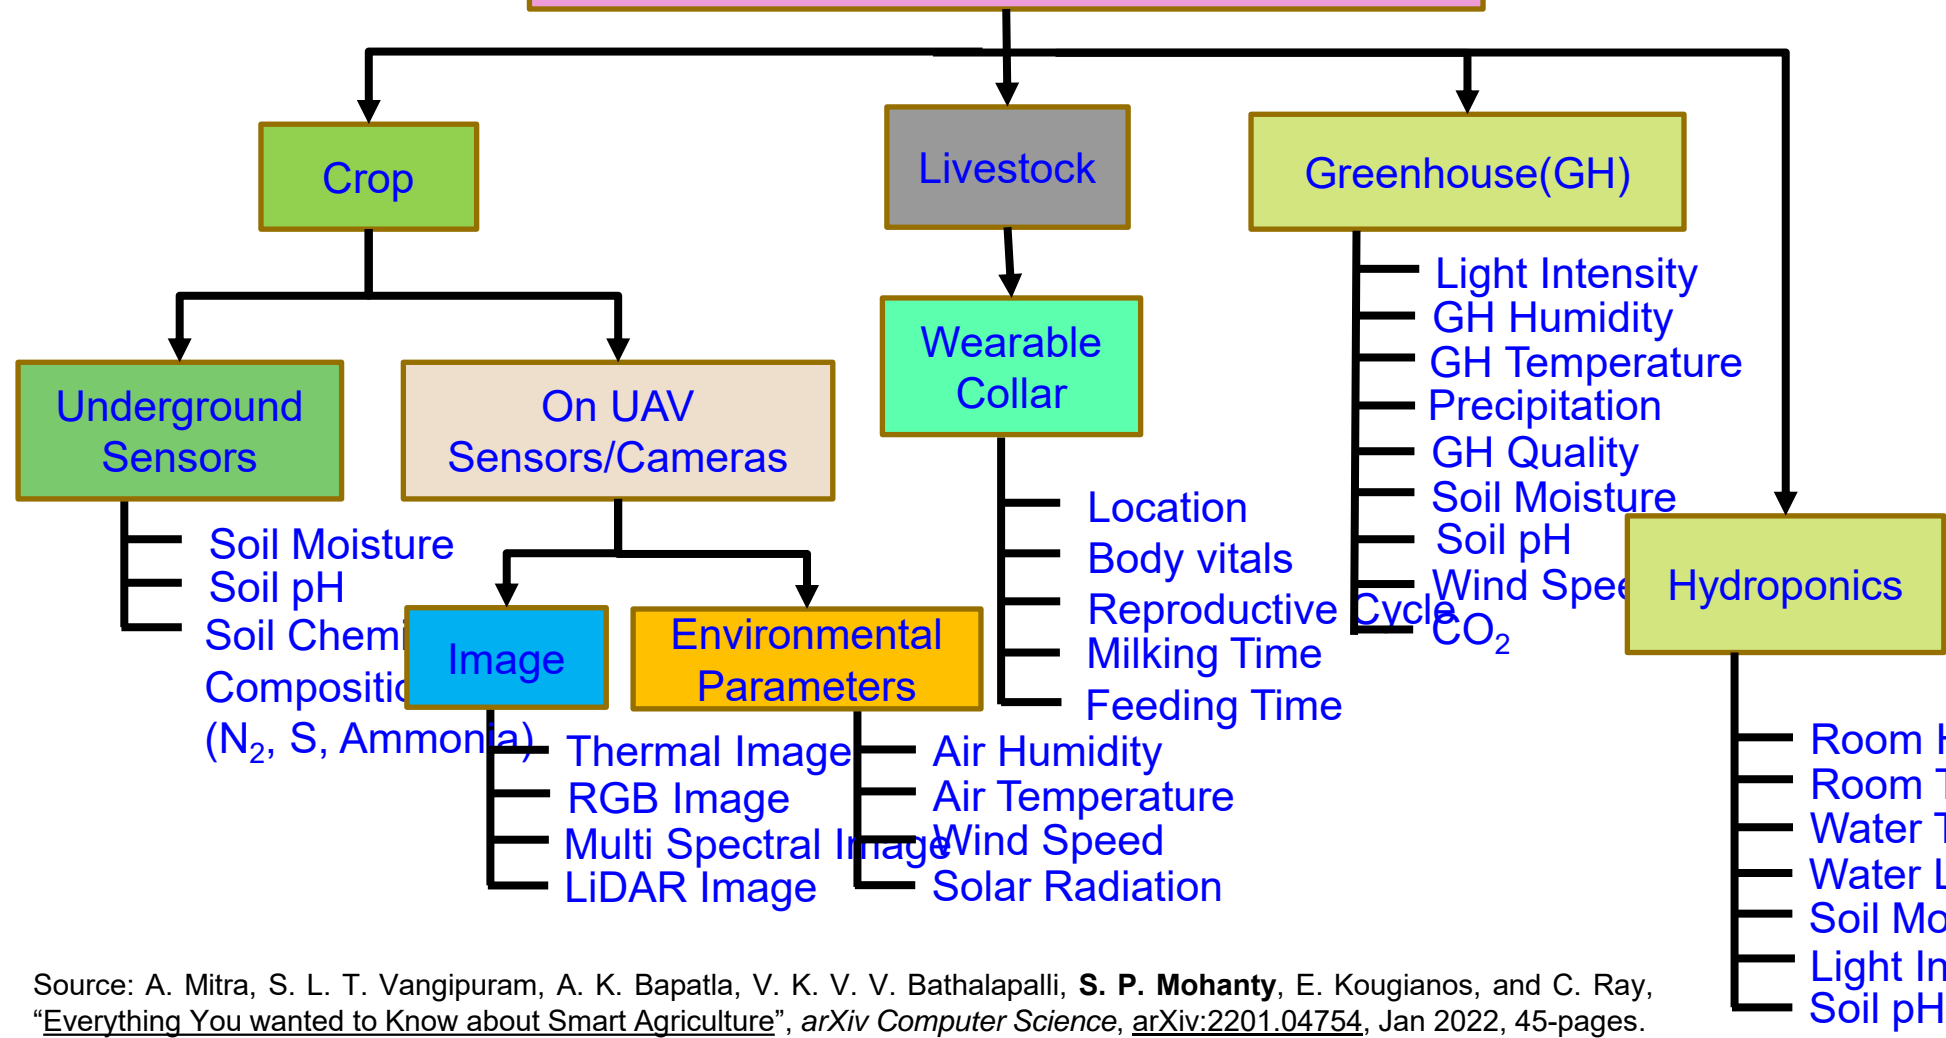 Crop
Livestock
Greenhouse(GH)
Underground
Sensors
Soil Moisture
Soil pH
Soil
(N₂, S, Ammonia)
On UAV
Sensors/Cameras
Image
Thermal Image
RGB Image
Multi Spectral Image
LiDAR Image
Environmental
Parameters
Air Humidity
Air Temperature
Wind Speed
Solar Radiation
Wearable
Collar
Location
Body vitals
Reproductive Cycle
Milking Time
Feeding Time
Light Intensity
GH Humidity
GH Temperature
Precipitation
GH Quality
Soil Moisture
Soil pH
Wind
CO₂
Hydroponics
Room
Room
Water
Water
Soil
Light
Soil pH
Source: A. Mitra, S. L. T. Vangipuram, A. K. Bapatla, V. K. V. V. Bathalapalli, S. P. Mohanty, E. Kougianos, and C. Ray,
“Everything You wanted to Know about Smart Agriculture”, arXiv Computer Science, arXiv:2201.04754, Jan 2022, 45-pages.